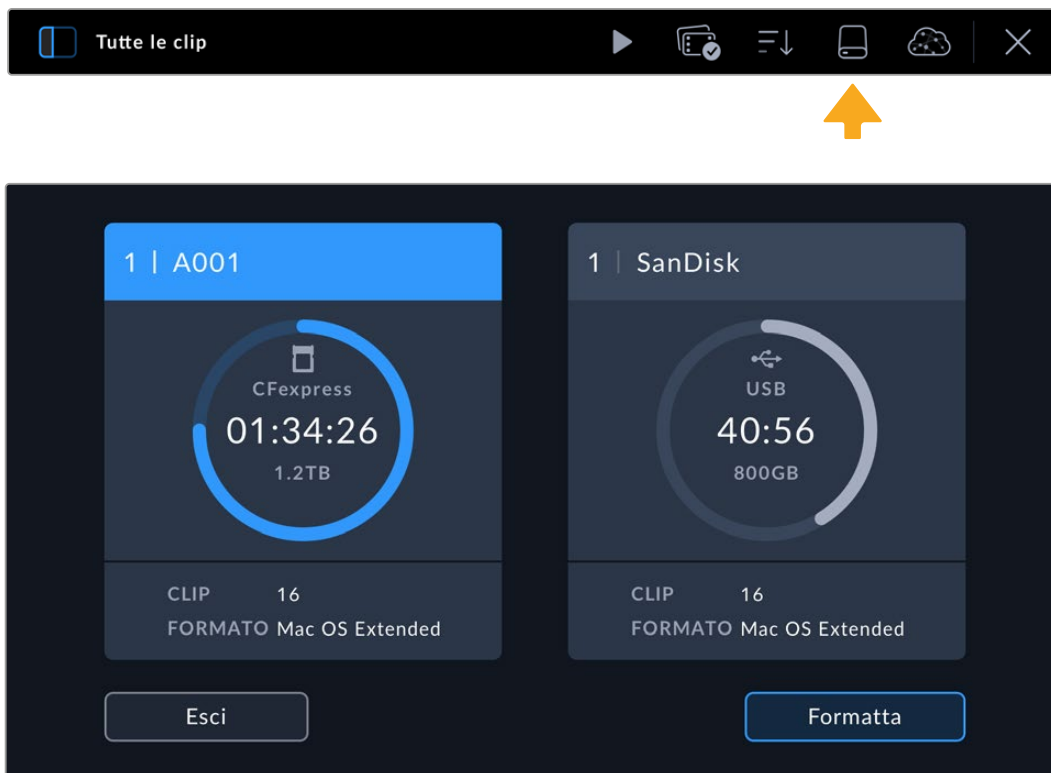 Tutte le clip
1 | A001
CFexpress
01:34:26
1.2TB
CLIP 16
FORMATO Mac OS Extended
1 | SanDisk
USB
40:56
800GB
CLIP 16
FORMATO Mac OS Extended
Esci
Formatta